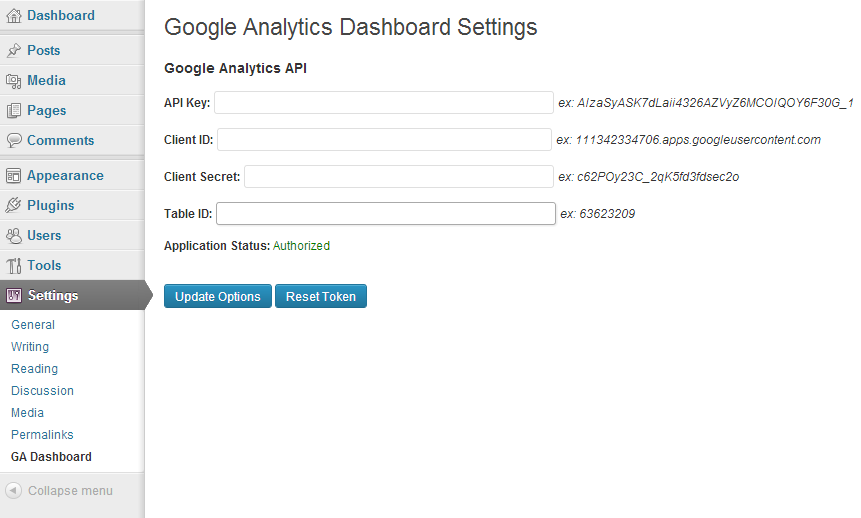 Dashboard
Posts
Media
Pages
Comments
Appearance
Plugins
Users
Tools
Settings
General
Writing
Reading
Discussion
Media
Permalinks
GA Dashboard
Collapse menu
Google Analytics Dashboard Settings
Google Analytics API
API Key: ex: AIzaSyASK7dLaii4326AZVyZ6MCOIQOY6F30G_1
Client ID: ex: 111342334706.apps.googleusercontent.com
Client Secret: ex: c62POy23C_2qK5fd3fdsec2o
Table ID: ex: 63623209
Application Status: Authorized
Update Options Reset Token